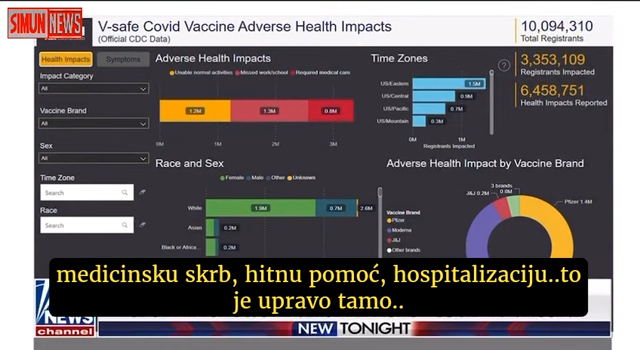 SIMUN NEWS
V-safe Covid Vaccine Adverse Health Impacts
(Official CDC Data)
10,094,310
Total Registrants
3,353,109
Registrants Impacted
6,458,751
Health Impacts Reported
Health Impacts
Symptoms
Impact Category
All
Vaccine Brand
All
Sex
All
Time Zone
Search
Race
Search
Adverse Health Impacts
Unable normal activities
Missed work/school
Required medical care
1.2M
1.3M
0.8M
0M
1M
2M
3M
Time Zones
US/Eastern
1.5M
US/Central
0.9M
US/Pacific
0.7M
US/Mountain
0.3M
0M
1M
Registrants Impacted
Race and Sex
Female
Male
Other
Unknown
White
1.9M
0.7M
2.6M
Asian
0.2M
Black or Africa...
0.2M
Adverse Health Impact by Vaccine Brand
Vaccine Brand
Pfizer
Moderna
J&J
Other brands
3 brands
0.0M
J&J 0.2M
Pfizer 1.4M
medicinsku skrb, hitnu pomoć, hospitalizaciju..to
je upravo tamo..
NEWS
channel
NEW TONIGHT